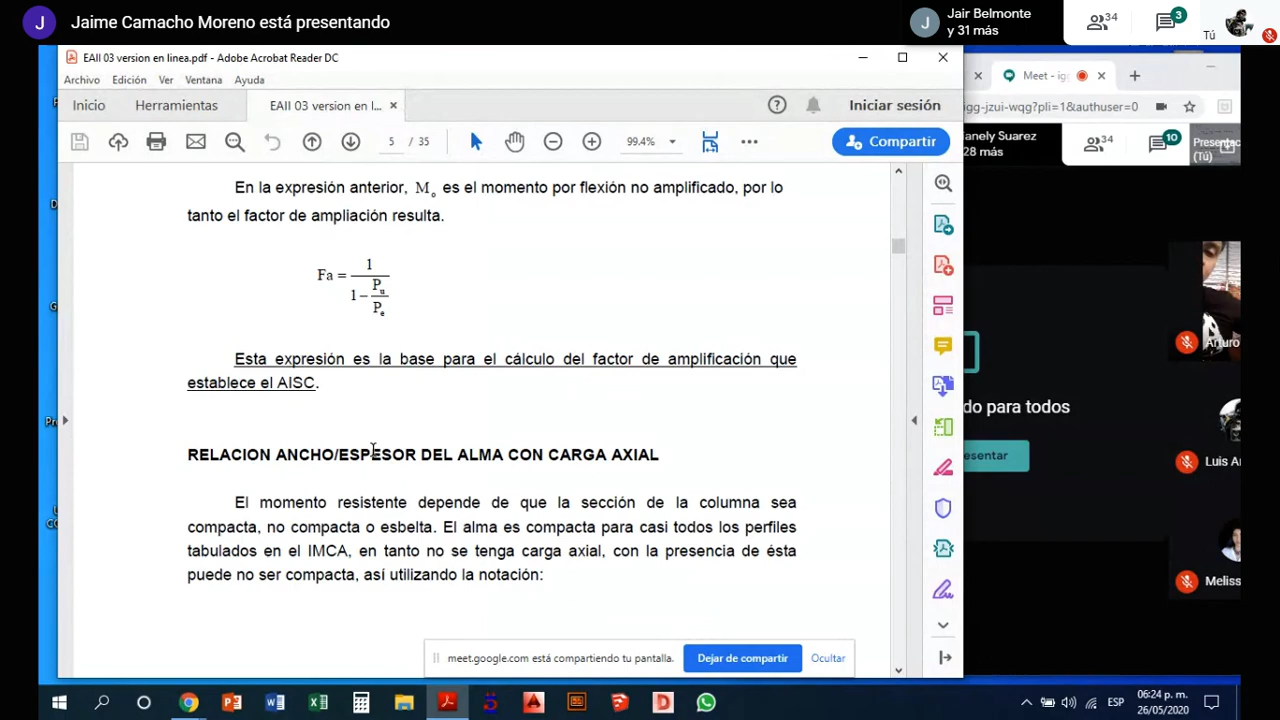 J Jaime Camacho Moreno está presentando
J Jair Belmonte
y 31 más
34
3
Tú
EAII 03 version en linea.pdf - Adobe Acrobat Reader DC
Archivo Edición Ver Ventana Ayuda
Inicio Herramientas EAII 03 version en l... Iniciar sesión
5 / 35 99.4% Compartir
Meet - ig
igg-jzui-wqg?pli=1&authuser=0
anely Suarez
28 más
34
10
Presentac
(Tú)
En la expresión anterior, Mo es el momento por flexión no amplificado, por lo
tanto el factor de ampliación resulta.
Fa = 1 / (1 − Pu / Pe)
Esta expresión es la base para el cálculo del factor de amplificación que
establece el AISC.
RELACION ANCHO/ESPESOR DEL ALMA CON CARGA AXIAL
El momento resistente depende de que la sección de la columna sea
compacta, no compacta o esbelta. El alma es compacta para casi todos los perfiles
tabulados en el IMCA, en tanto no se tenga carga axial, con la presencia de ésta
puede no ser compacta, así utilizando la notación:
Arturo
do para todos
esentar
Luis Ar
Meliss
meet.google.com está compartiendo tu pantalla. Dejar de compartir Ocultar
ESP
06:24 p. m.
26/05/2020